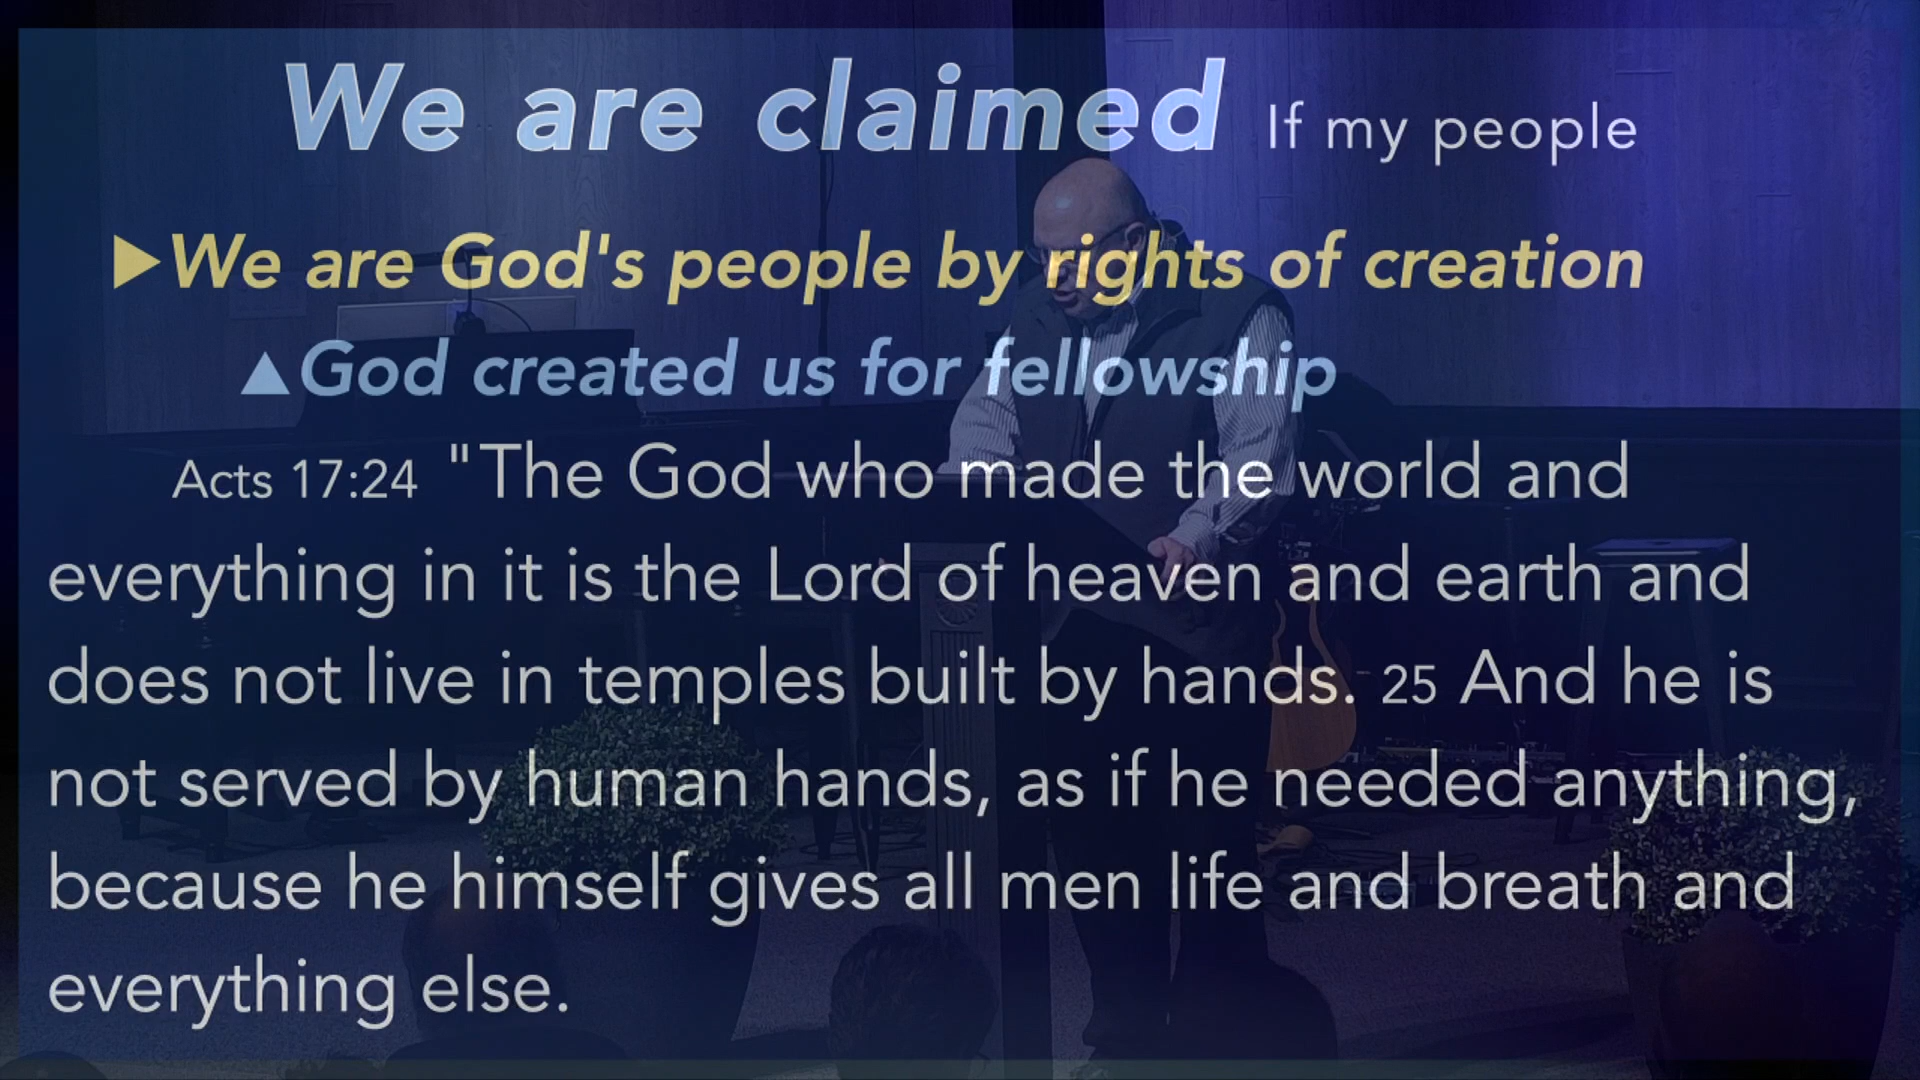 We are claimed If my people
▶We are God's people by rights of creation
▲God created us for fellowship
Acts 17:24 "The God who made the world and
everything in it is the Lord of heaven and earth and
does not live in temples built by hands. 25 And he is
not served by human hands, as if he needed anything,
because he himself gives all men life and breath and
everything else.